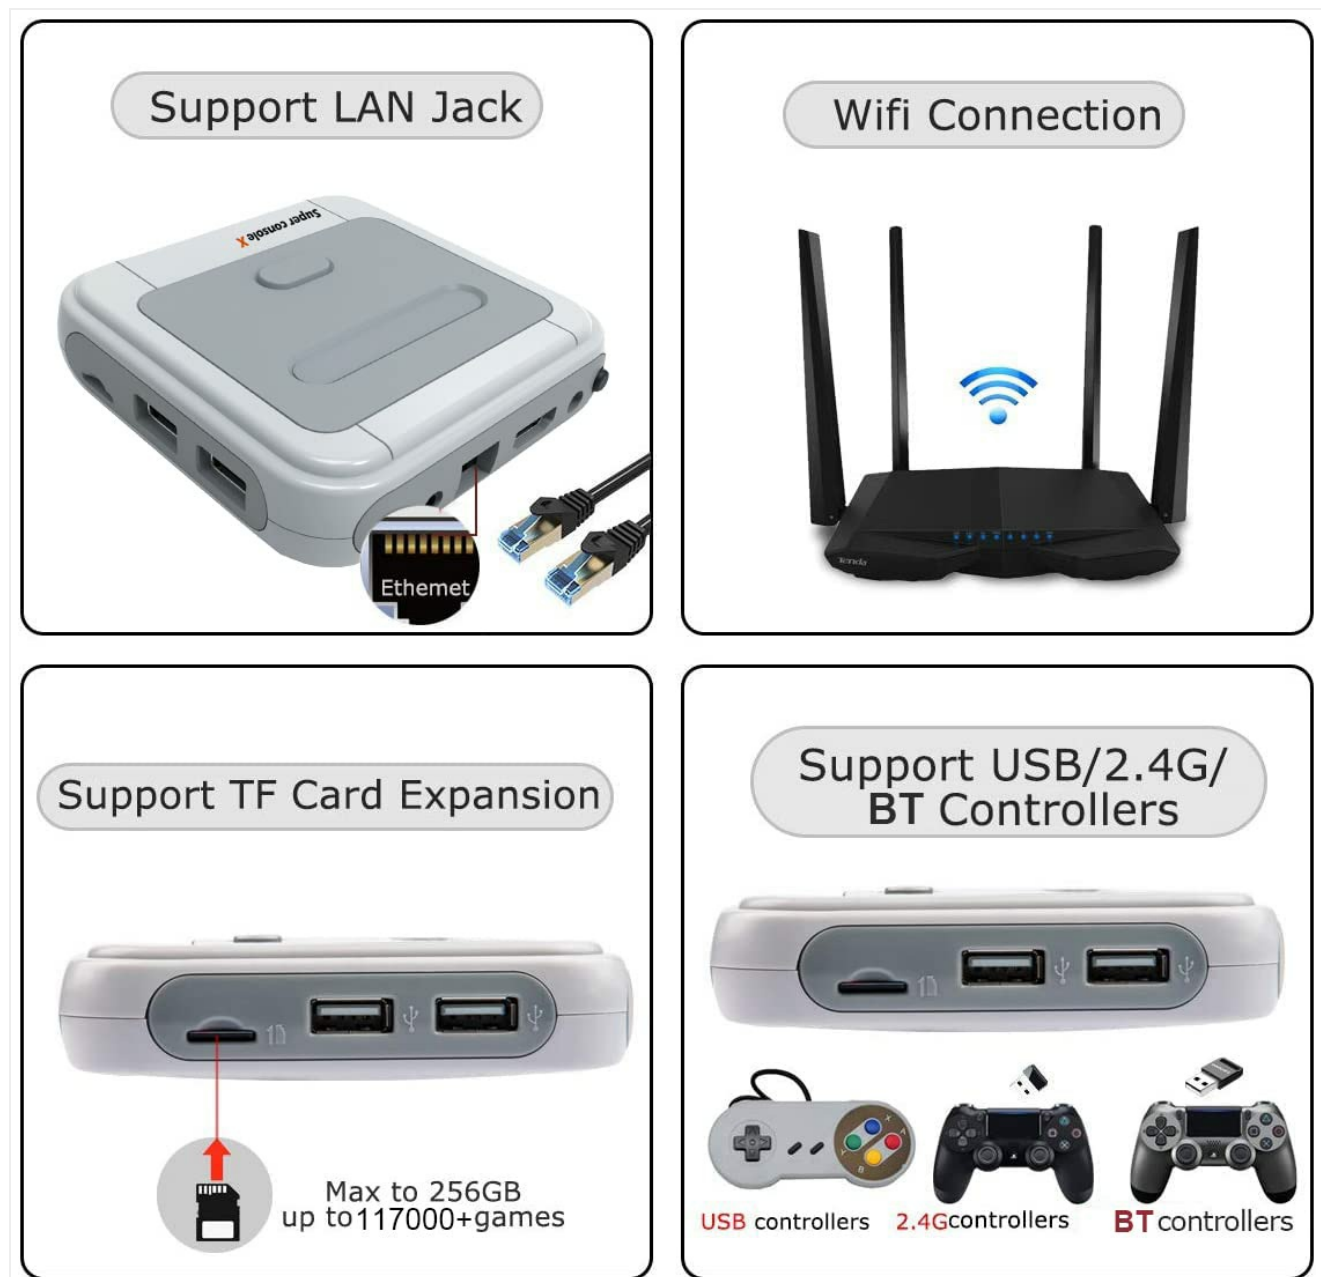 Support LAN Jack
Super console X
Ethemet
Wifi Connection
Tenda
Support TF Card Expansion
Max to 256GB
up to117000+games
Support USB/2.4G/
BT Controllers
X
A
Y
B
USB controllers
2.4Gcontrollers
BT controllers